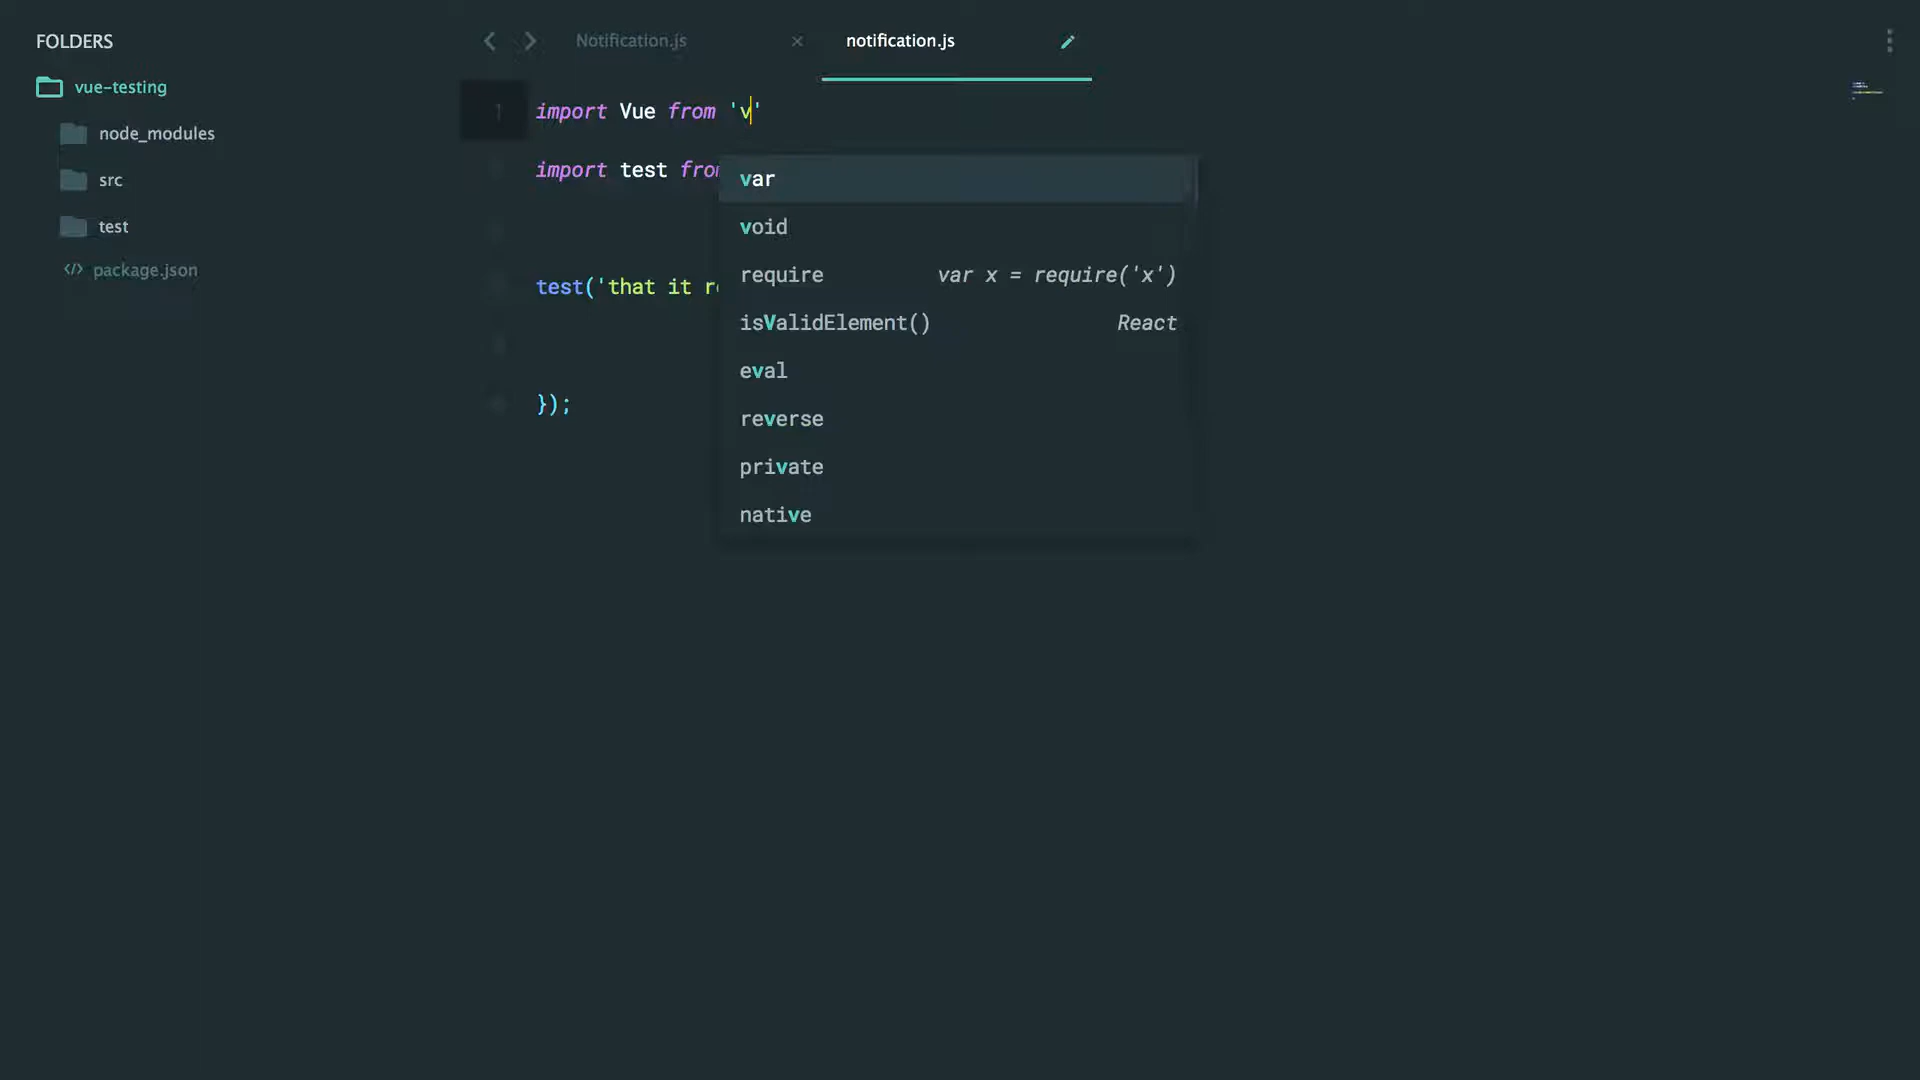 FOLDERS
vue-testing
node_modules
src
test
package.json
Notification.js
notification.js
1 import Vue from 'v'
import test from
test('that it r
});
var
void
require var x = require('x')
isValidElement() React
eval
reverse
private
native